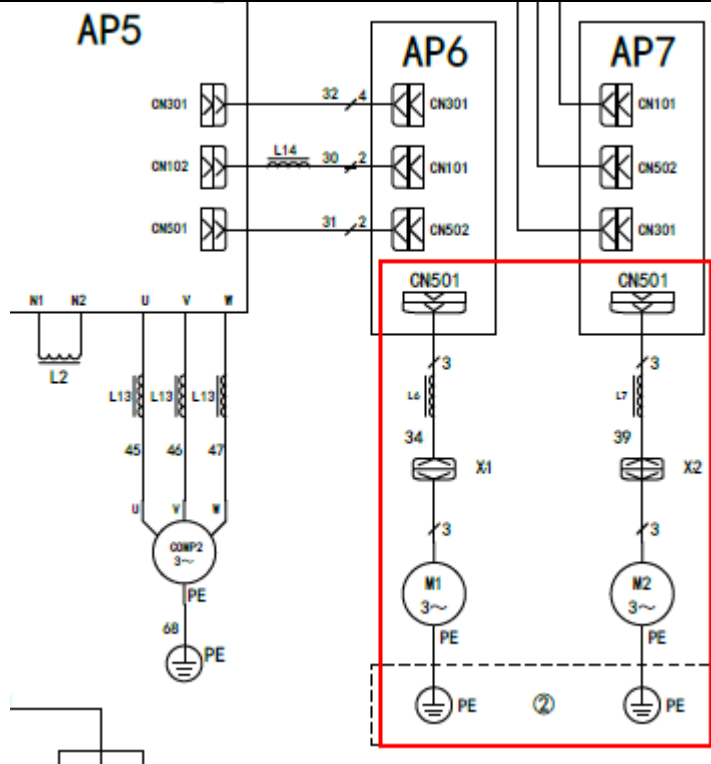 AP5
AP6
AP7
CN301
32
4
CN301
CN101
CN102
L14
30
2
CN101
CN502
CN501
31
2
CN502
CN301
CN501
CN501
N1
N2
U
V
W
L2
3
3
L13
L13
L13
L6
L7
45
46
47
34
39
X1
X2
U
V
W
3
3
COMP2
3~
M1
3~
M2
3~
PE
PE
PE
68
PE
PE
②
PE